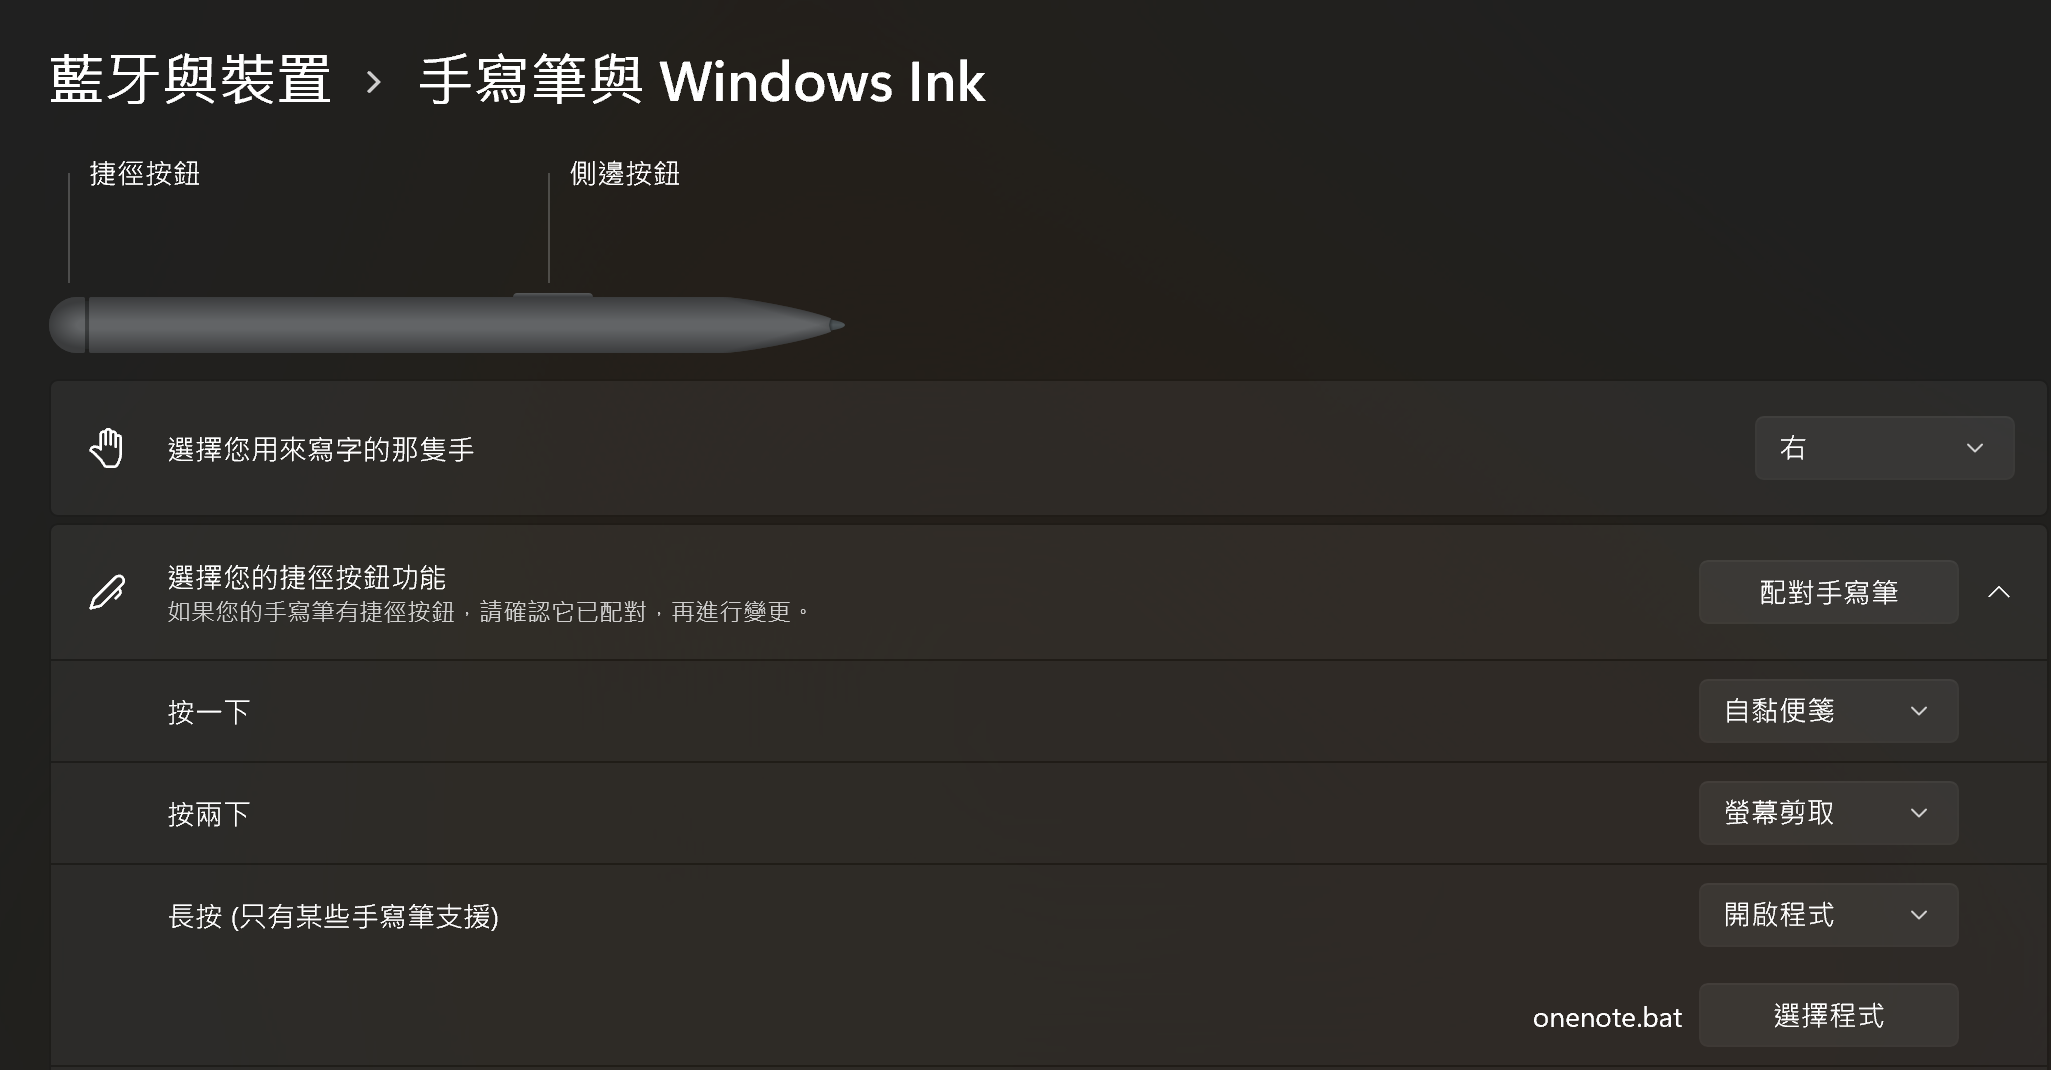 藍牙與裝置 › 手寫筆與 Windows Ink
捷徑按鈕
側邊按鈕
選擇您用來寫字的那隻手
右
選擇您的捷徑按鈕功能
如果您的手寫筆有捷徑按鈕，請確認它已配對，再進行變更。
配對手寫筆
按一下
自黏便箋
按兩下
螢幕剪取
長按 (只有某些手寫筆支援)
開啟程式
onenote.bat
選擇程式